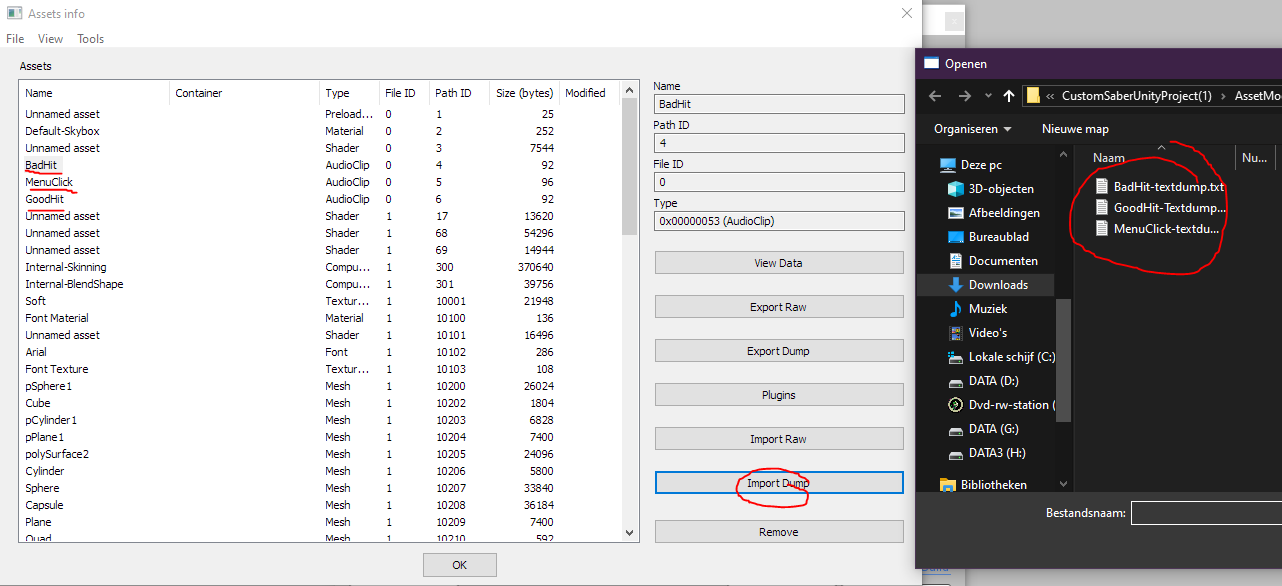 Assets info
File View Tools
Assets
Name Container Type File ID Path ID Size (bytes) Modified
Unnamed asset Preload... 0 1 25
Default-Skybox Material 0 2 252
Unnamed asset Shader 0 3 7544
BadHit AudioClip 0 4 92
MenuClick AudioClip 0 5 96
GoodHit AudioClip 0 6 92
Unnamed asset Shader 1 17 13620
Unnamed asset Shader 1 68 54296
Unnamed asset Shader 1 69 14944
Internal-Skinning Compu... 1 300 370640
Internal-BlendShape Compu... 1 301 39756
Soft Textur... 1 10001 21948
Font Material Material 1 10100 136
Unnamed asset Shader 1 10101 16496
Arial Font 1 10102 286
Font Texture Textur... 1 10103 108
pSphere1 Mesh 1 10200 26024
Cube Mesh 1 10202 1804
pCylinder1 Mesh 1 10203 6828
pPlane1 Mesh 1 10204 7400
polySurface2 Mesh 1 10205 24096
Cylinder Mesh 1 10206 5800
Sphere Mesh 1 10207 33840
Capsule Mesh 1 10208 36184
Plane Mesh 1 10209 7400
Quad Mesh 1 10210 592
OK
Name
BadHit
Path ID
4
File ID
0
Type
0x00000053 (AudioClip)
View Data
Export Raw
Export Dump
Plugins
Import Raw
Import Dump
Remove
Openen
« CustomSaberUnityProject(1) > AssetMo
Organiseren Nieuwe map
Deze pc
3D-objecten
Afbeeldingen
Bureaublad
Documenten
Downloads
Muziek
Video's
Lokale schijf (C:)
DATA (D:)
Dvd-rw-station (
DATA (G:)
DATA3 (H:)
Bibliotheken
Naam Nu...
BadHit-textdump.txt
GoodHit-Textdump...
MenuClick-textdu...
Bestandsnaam: